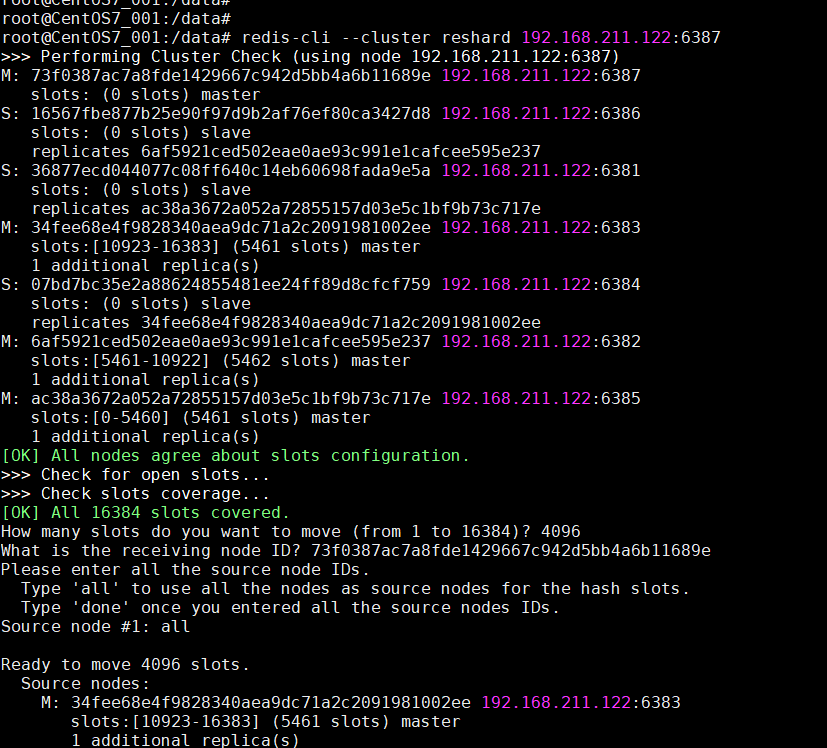 root@CentOS7_001:/data#
root@CentOS7_001:/data#
root@CentOS7_001:/data# redis-cli --cluster reshard 192.168.211.122:6387
>>> Performing Cluster Check (using node 192.168.211.122:6387)
M: 73f0387ac7a8fde1429667c942d5bb4a6b11689e 192.168.211.122:6387
   slots: (0 slots) master
S: 16567fbe877b25e90f97d9b2af76ef80ca3427d8 192.168.211.122:6386
   slots: (0 slots) slave
   replicates 6af5921ced502eae0ae93c991e1cafcee595e237
S: 36877ecd044077c08ff640c14eb60698fada9e5a 192.168.211.122:6381
   slots: (0 slots) slave
   replicates ac38a3672a052a72855157d03e5c1bf9b73c717e
M: 34fee68e4f9828340aea9dc71a2c2091981002ee 192.168.211.122:6383
   slots:[10923-16383] (5461 slots) master
   1 additional replica(s)
S: 07bd7bc35e2a88624855481ee24ff89d8cfcf759 192.168.211.122:6384
   slots: (0 slots) slave
   replicates 34fee68e4f9828340aea9dc71a2c2091981002ee
M: 6af5921ced502eae0ae93c991e1cafcee595e237 192.168.211.122:6382
   slots:[5461-10922] (5462 slots) master
   1 additional replica(s)
M: ac38a3672a052a72855157d03e5c1bf9b73c717e 192.168.211.122:6385
   slots:[0-5460] (5461 slots) master
   1 additional replica(s)
[OK] All nodes agree about slots configuration.
>>> Check for open slots...
>>> Check slots coverage...
[OK] All 16384 slots covered.
How many slots do you want to move (from 1 to 16384)? 4096
What is the receiving node ID? 73f0387ac7a8fde1429667c942d5bb4a6b11689e
Please enter all the source node IDs.
  Type 'all' to use all the nodes as source nodes for the hash slots.
  Type 'done' once you entered all the source nodes IDs.
Source node #1: all

Ready to move 4096 slots.
  Source nodes:
    M: 34fee68e4f9828340aea9dc71a2c2091981002ee 192.168.211.122:6383
       slots:[10923-16383] (5461 slots) master
       1 additional replica(s)